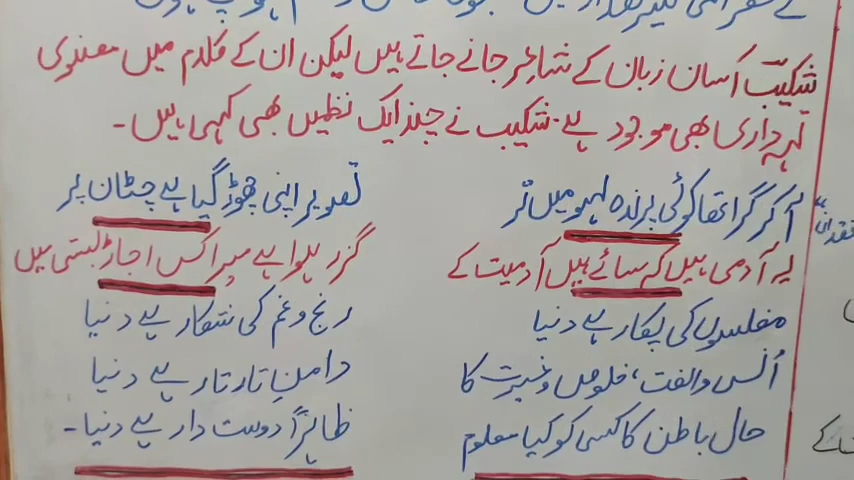 شکیبؔ آسان زبان کے شاعر جانے جاتے ہیں لیکن ان کے کلام میں معنوی
تہہ داری بھی موجود ہے۔ شکیب نے چند ایک نظمیں بھی کہی ہیں۔
آکر گرا تھا کوئی پرندہ لہو میں تر تصویر اپنی چھوڑ گیا ہے چٹان پر
یہ آدمی ہیں کہ سائے ہیں آدمیت کے گزر ہوا ہے میرا کس اجاڑ بستی میں
مفلسوں کی پکار ہے دنیا رنج و غم کی شکار ہے دنیا
اُنس و الفت، خلوص و غیرت کا دامنِ تار تار ہے دنیا
حال باطن کا کسی کو کیا معلوم ظاہراً دوست دار ہے دنیا۔